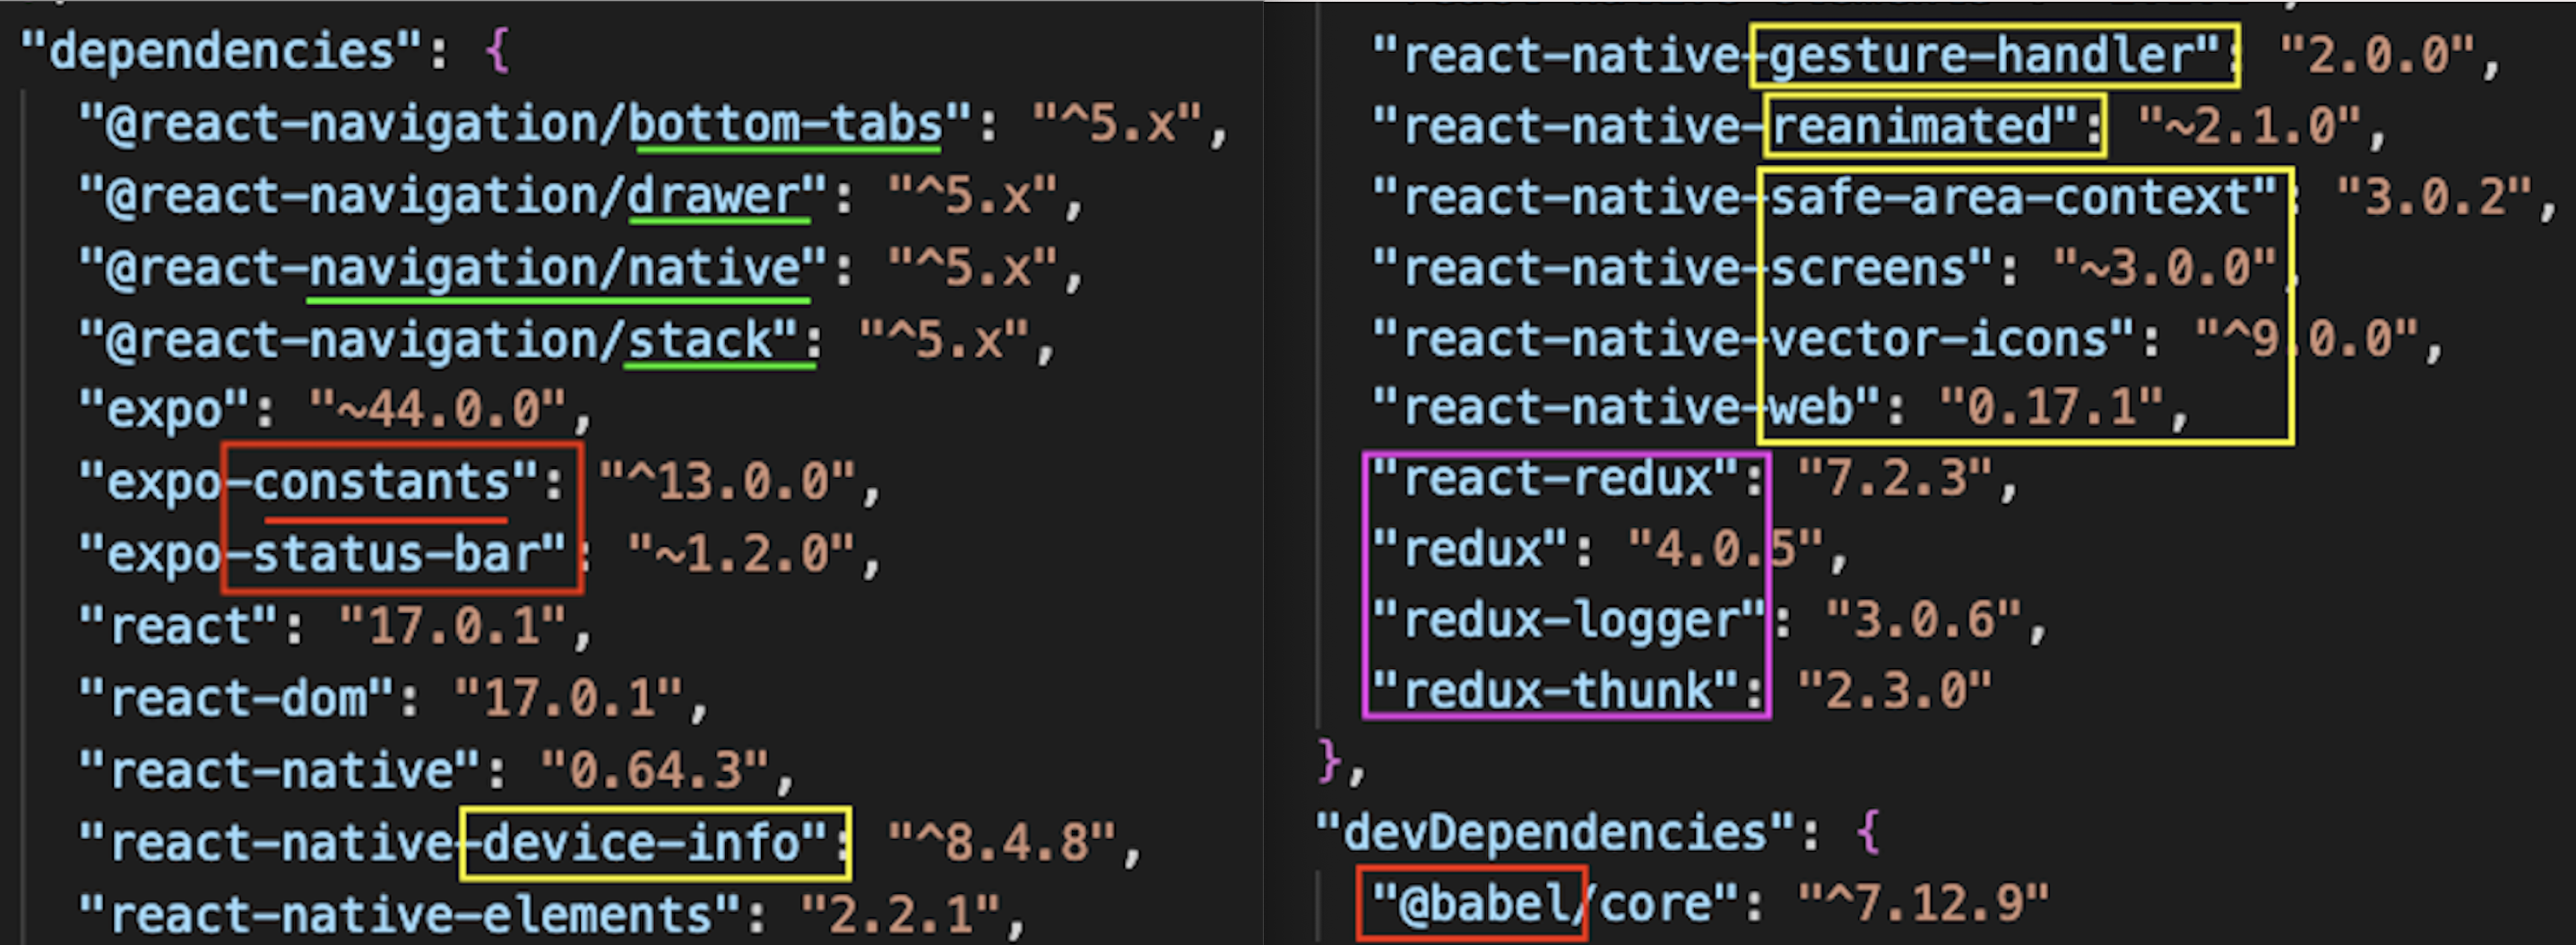 "dependencies": {
"@react-navigation/bottom-tabs": "^5.x",
"@react-navigation/drawer": "^5.x",
"@react-navigation/native": "^5.x",
"@react-navigation/stack": "^5.x",
"expo": "~44.0.0",
"expo-constants": "^13.0.0",
"expo-status-bar": "~1.2.0",
"react": "17.0.1",
"react-dom": "17.0.1",
"react-native": "0.64.3",
"react-native-device-info": "^8.4.8",
"react-native-elements": "2.2.1",
"react-native-gesture-handler": "2.0.0",
"react-native-reanimated": "~2.1.0",
"react-native-safe-area-context": "3.0.2",
"react-native-screens": "~3.0.0",
"react-native-vector-icons": "^9.0.0",
"react-native-web": "0.17.1",
"react-redux": "7.2.3",
"redux": "4.0.5",
"redux-logger": "3.0.6",
"redux-thunk": "2.3.0"
},
"devDependencies": {
"@babel/core": "^7.12.9"